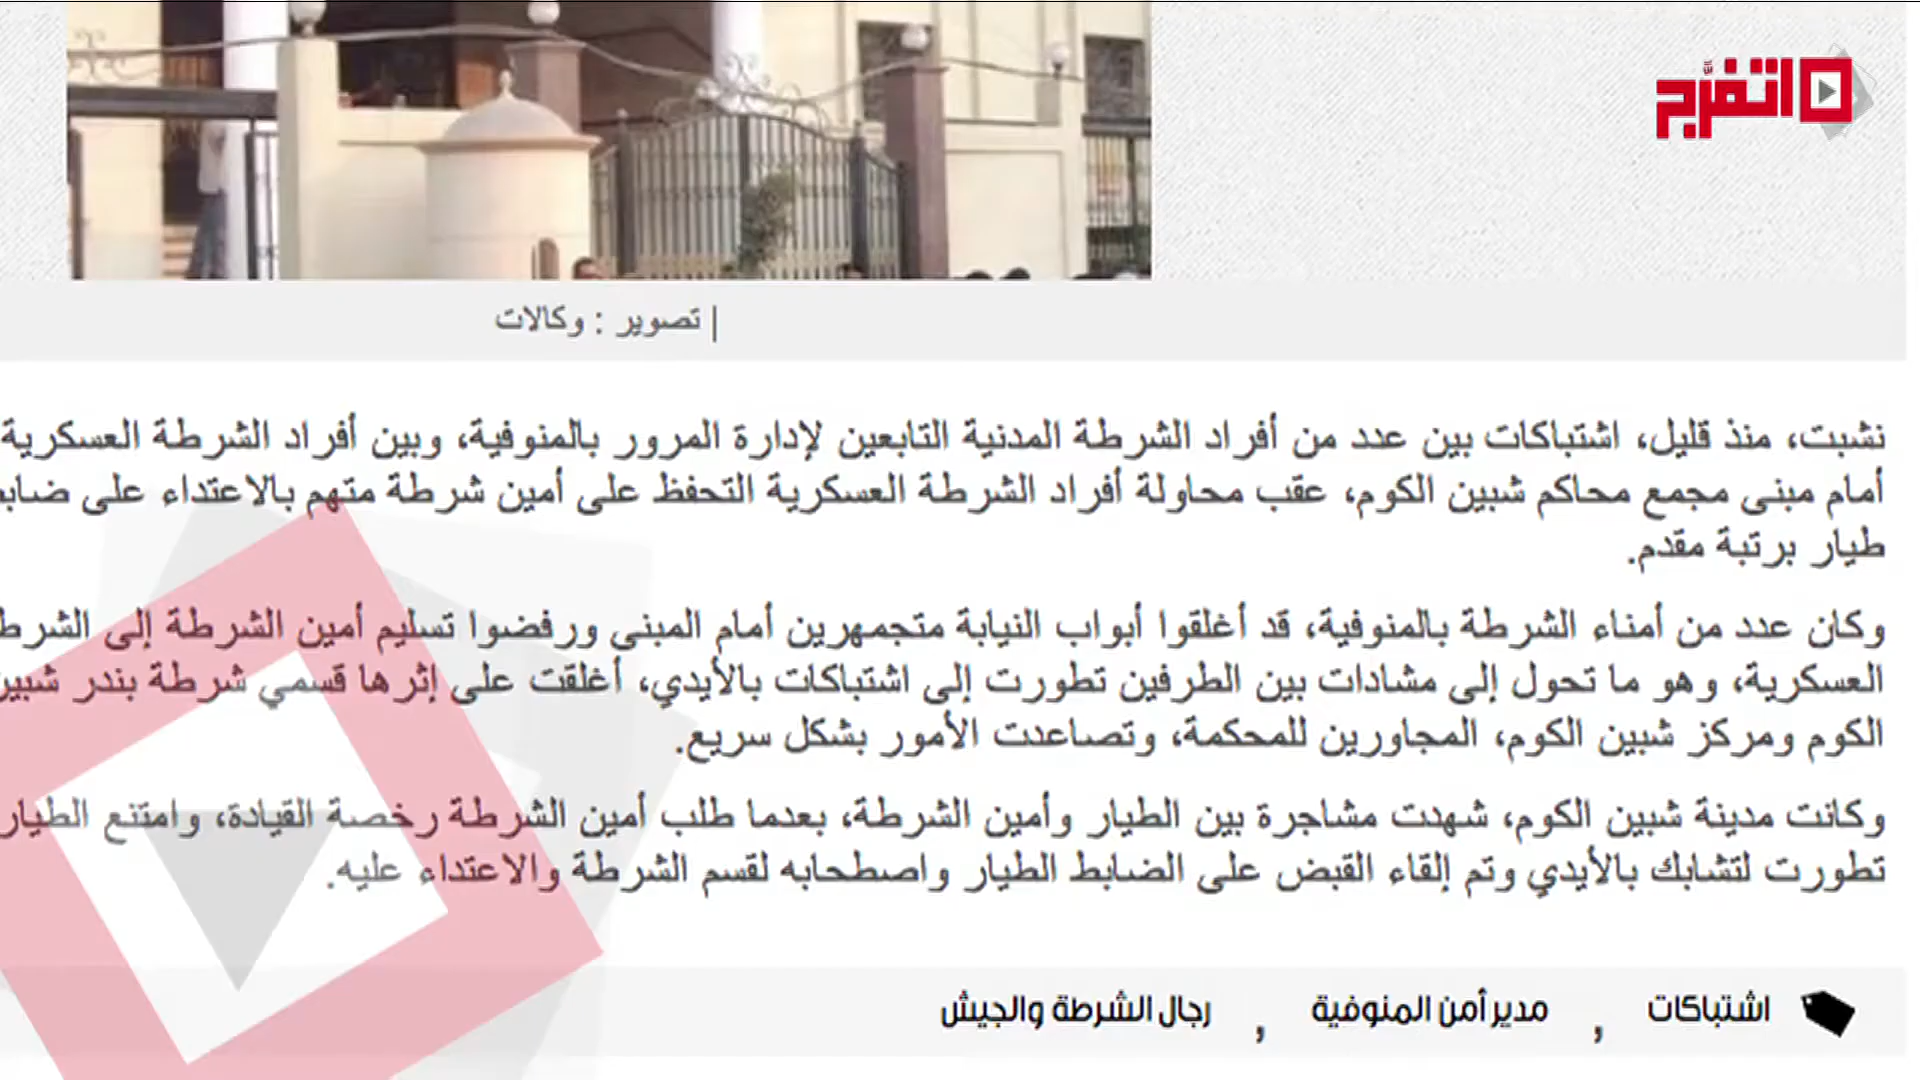 اتفرَّج
| تصوير : وكالات
نشبت، منذ قليل، اشتباكات بين عدد من أفراد الشرطة المدنية التابعين لإدارة المرور بالمنوفية، وبين أفراد الشرطة العسكرية
أمام مبنى مجمع محاكم شبين الكوم، عقب محاولة أفراد الشرطة العسكرية التحفظ على أمين شرطة متهم بالاعتداء على ضابط
طيار برتبة مقدم.
وكان عدد من أمناء الشرطة بالمنوفية، قد أغلقوا أبواب النيابة متجمهرين أمام المبنى ورفضوا تسليم أمين الشرطة إلى الشرط
العسكرية، وهو ما تحول إلى مشادات بين الطرفين تطورت إلى اشتباكات بالأيدي، أغلقت على إثرها قسمي شرطة بندر شبين
الكوم ومركز شبين الكوم، المجاورين للمحكمة، وتصاعدت الأمور بشكل سريع.
وكانت مدينة شبين الكوم، شهدت مشاجرة بين الطيار وأمين الشرطة، بعدما طلب أمين الشرطة رخصة القيادة، وامتنع الطيار
تطورت لتشابك بالأيدي وتم إلقاء القبض على الضابط الطيار واصطحابه لقسم الشرطة والاعتداء عليه.
اشتباكات , مدير أمن المنوفية , رجال الشرطة والجيش